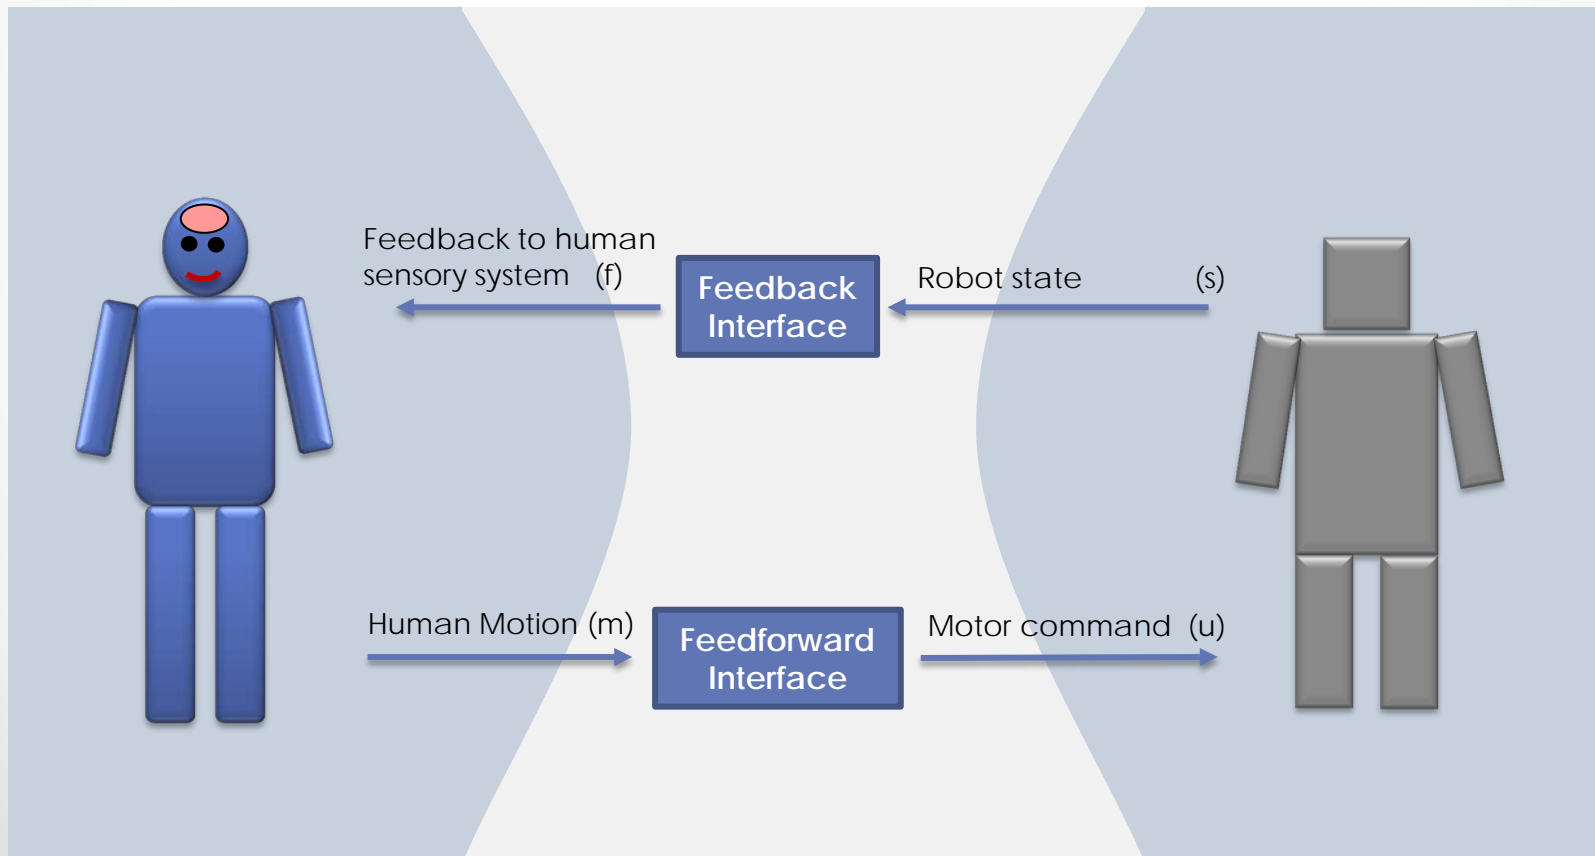 Feedback to human
sensory system (f)
Feedback
Interface
Robot state (s)
Human Motion (m)
Feedforward
Interface
Motor command (u)